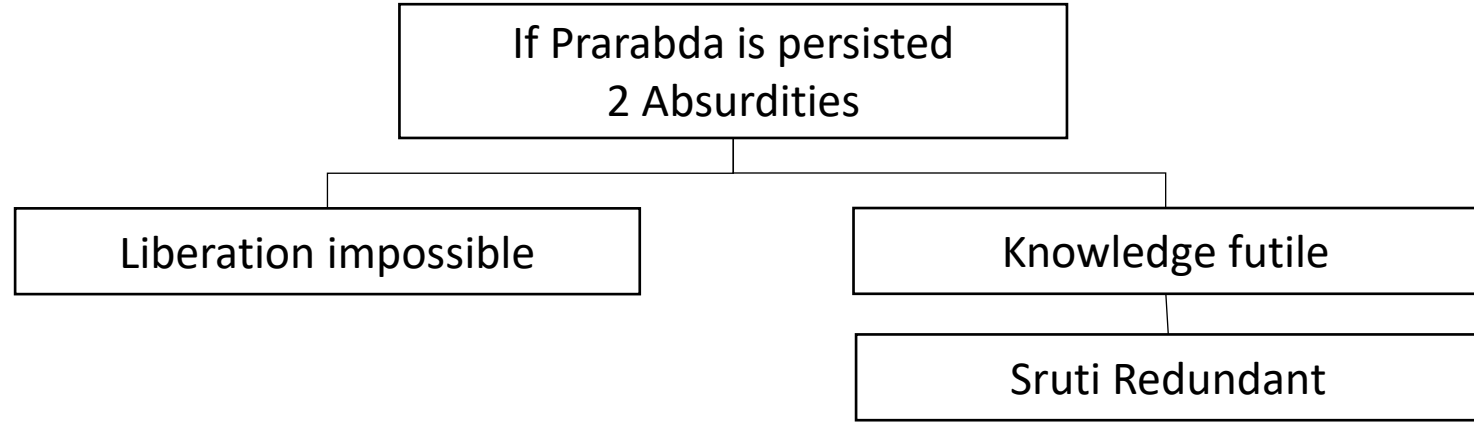 If Prarabda is persisted
2 Absurdities
Liberation impossible
Knowledge futile
Sruti Redundant